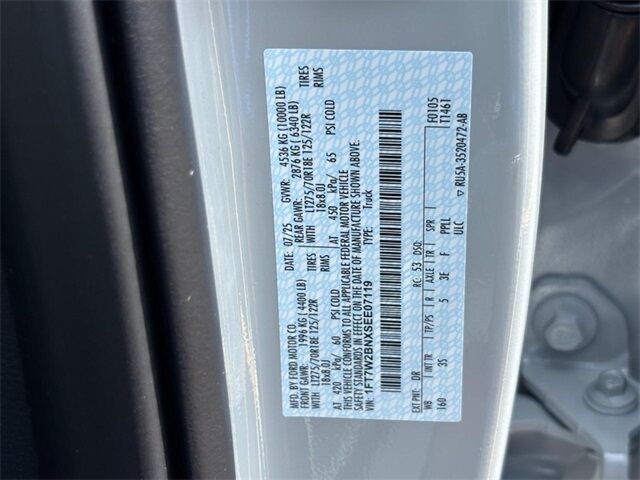 MFD. BY FORD MOTOR CO. 07/25 GVWR: 4536 KG (10000 LB)
FRONT GAWR: 1996 KG (4400 LB) REAR GAWR: 2876 KG (6340 LB)
LT275/70R18E 125/122R TIRES WITH LT275/70R18E 125/122R TIRES
18x8.0J RIMS 18x8.0J RIMS
AT 420 kPa/ 60 PSI COLD AT 450 kPa/ 65 PSI COLD
THIS VEHICLE CONFORMS TO ALL APPLICABLE FEDERAL MOTOR VEHICLE
SAFETY STANDARDS IN EFFECT ON THE DATE OF MANUFACTURE SHOWN ABOVE.
VIN: 1FT7W2BNXSEE07119 TYPE: Truck
F0105
T1461
EXT PNT: DR RC: 53 DSO:
WB INT TR: TP/PS R AXLE TR SPR
160 3S 5 3E F PPLL
ULC
▽ RU5A-3520472-AB